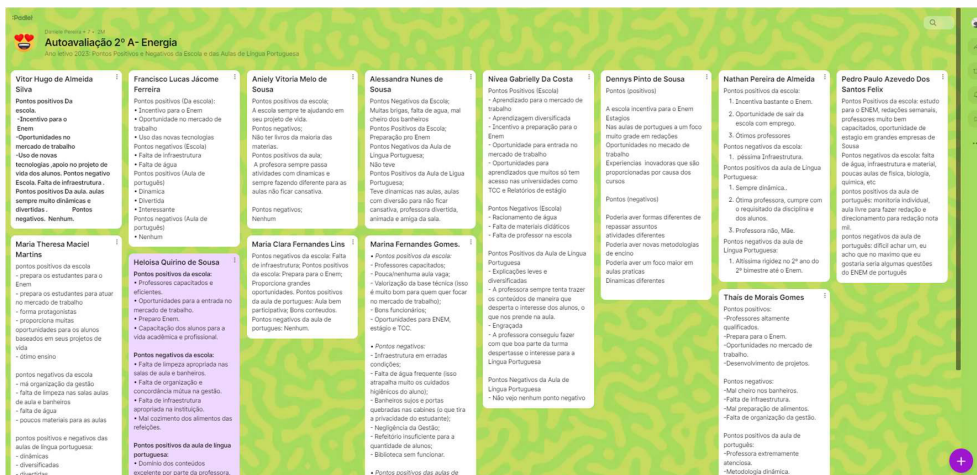 :Padlet
Daniele Pereira • 7 • 2M
Autoavaliação 2º A- Energia
Ano letivo 2023: Pontos Positivos e Negativos da Escola e das Aulas de Língua Portuguesa
Vitor Hugo de Almeida
Silva
Pontos positivos Da
escola.
-Incentivo para o
Enem
-Oportunidades no
mercado de trabalho
-Uso de novas
tecnologias ,apoio no projeto de
vida dos alunos. Pontos negativo
Escola. Falta de infraestrutura .
Pontos positivos Da aula. aulas
sempre muito dinâmicas e
divertidas . Pontos
negativos. Nenhum.
Maria Theresa Maciel
Martins
pontos positivos da escola
- prepara os estudantes para o
Enem
- prepara os estudantes para atuar
no mercado de trabalho
- forma protagonistas
- proporciona muitas
oportunidades para os alunos
baseados em seus projetos de
vida
- ótimo ensino
pontos negativos da escola
- má organização da gestão
- falta de limpeza nas salas aulas
de aula e banheiros
- falta de água
- poucos materiais para as aulas
pontos positivos e negativos das
aulas de língua portuguesa:
- dinâmicas
- diversificadas
- divertidas
Francisco Lucas Jácome
Ferreira
Pontos positivos (Da escola):
• Incentivo para o Enem
• Oportunidade no mercado de
trabalho
• Uso das novas tecnologias
Pontos negativos (Escola)
• Falta de infraestrutura
• Falta de água
Pontos positivos (Aula de
português)
• Dinamica
• Divertida
• Interessante
Pontos negativos (Aula de
português)
• Nenhum
Heloisa Quirino de Sousa
Pontos positivos da escola:
• Professores capacitados e
eficientes.
• Oportunidades para a entrada no
mercado de trabalho.
• Preparo Enem.
• Capacitação dos alunos para a
vida acadêmica e profissional.
Pontos negativos da escola:
• Falta de limpeza apropriada nas
salas de aula e banheiros.
• Falta de organização e
concordância mútua na gestão.
• Falta de infraestrutura
apropriada na instituição.
• Mal cozimento dos alimentos das
refeições.
Pontos positivos da aula de língua
portuguesa:
• Domínio dos conteúdos
excelente por parte da professora.
Aniely Vitoria Melo de
Sousa
Pontos positivos da escola;
A escola sempre te ajudando em
seu projeto de vida.
Pontos negativos;
Não ter livros da maioria das
matérias.
Pontos positivos da aula;
A professora sempre passa
atividades com dinamicas e
sempre fazendo diferente para as
aulas não ficar cansativa.
Pontos negativos;
Nenhum
Maria Clara Fernandes Lins
Pontos negativos da escola: Falta
de infraestrutura; Pontos positivos
da escola: Prepara para o Enem;
Proporciona grandes
oportunidades. Pontos positivos
da aula de portugues: Aula bem
participativa; Bons conteudos.
Pontos negativos da aula de
portugues: Nenhum.
Alessandra Nunes de
Sousa
Pontos Negativos da Escola;
Muitas brigas, falta de agua, mal
cheiro dos banheiros
Pontos Positivos da Escola;
Preparação pro Enem
Pontos Negativos da Aula de
Língua Portuguesa;
Não teve
Pontos Positivos da Aula de Lígua
Portuguesa;
Teve dinamicas nas aulas, aulas
com diversão para não ficar
cansativa, professora divertida,
animada e amiga da sala.
Marina Fernandes Gomes.
• Pontos positivos da escola:
- Professores capacitados;
- Pouca/nenhuma aula vaga;
- Valorização da base técnica (isso
é muito bom para quem quer focar
no mercado de trabalho);
- Bons funcionários;
- Oportunidades para ENEM,
estágio e TCC.
• Pontos negativos:
- Infraestrutura em erradas
condições;
- Falta de água frequente (isso
atrapalha muito os cuidados
higiênicos do aluno);
- Banheiros sujos e portas
quebradas nas cabines (o que tira
a privacidade do estudante);
- Negligência da Gestão;
- Refeitório insuficiente para a
quantidade de alunos;
- Biblioteca sem funcionar.
• Pontos positivos das aulas de
Nívea Gabrielly Da Costa
Pontos Positivos (Escola)
- Aprendizado para o mercado de
trabalho
- Aprendizagem diversificada
- Incentivo a preparação para o
Enem
- Oportunidade para entrada no
mercado de trabalho
- Oportunidades para
aprendizados que muitos só tem
acesso nas universidades como
TCC e Relatórios de estágio
Pontos Negativos (Escola)
- Racionamento de água
- Falta de materiais didáticos
- Falta de professor na escola
Pontos Positivos da Aula de Língua
Portuguesa
- Explicações leves e
diversificadas
- A professora sempre tenta trazer
os conteúdos de maneira que
desperta o interesse dos alunos, o
que nos prende na aula.
- Engraçada
- A professora conseguiu fazer
com que boa parte da turma
despertasse o interesse para a
Língua Portuguesa
Pontos Negativos da Aula de
Língua Portuguesa
- Não vejo nenhum ponto negativo
Dennys Pinto de Sousa
Pontos (positivos)
A escola incentiva para o Enem
Estagios
Nas aulas de portugues a um foco
muito grade em redações
Oportunidades no mecado de
trabalho
Experiencias inovadoras que são
proporcionadas por causa dos
cursos
Pontos (negativos)
Poderia aver formas diferentes de
repassar assuntos
atividades diferentes
Poderia aver novas metodologias
de encino
Poderia aver um foco maior em
aulas praticas
Dinamicas diferentes
Nathan Pereira de Almeida
Pontos positivos da escola:
1. Incentiva bastante o Enem.
2. Oportunidade de sair da
escola com emprego.
3. Ótimos professores
Pontos negativos da escola:
1. péssima Infraestrutura.
Pontos positivos da aula de Língua
Portuguesa:
1. Sempre dinâmica..
2. Ótima professora, cumpre com
o requisitado da disciplina e
dos alunos.
3. Professora não, Mãe.
Pontos negativos da aula de
Língua Portuguesa:
1. Altíssima rigidez no 2º ano do
2º bimestre até o Enem.
Thaís de Morais Gomes
Pontos positivos:
-Professores altamente
qualificados.
-Prepara para o Enem.
-Oportunidades no mercado de
trabalho.
-Desenvolvimento de projetos.
Pontos negativos:
-Mal cheiro nos banheiros.
-Falta de infraestrutura.
-Mal preparação de alimentos.
-Falta de organização da gestão.
Pontos positivos da aula de
português:
-Professora extremamente
atenciosa.
-Metodologia dinâmica.
Pedro Paulo Azevedo Dos
Santos Felix
Pontos Positivos da escola: estudo
para o ENEM, redações semanais,
professores muito bem
capacitados, oportunidade de
estagio em grandes empresas de
Sousa
Pontos negativos da escola: falta
de água, infraestrutura e material,
poucas aulas de física, biologia,
química, etc
pontos positivos da aula de
português: monitoria individual,
aula livre para fazer redação e
direcionamento para redação nota
mil.
pontos negativos da aula de
português: difícil achar um, eu
acho que no maximo que eu
gostaria seria algumas questões
do ENEM de português